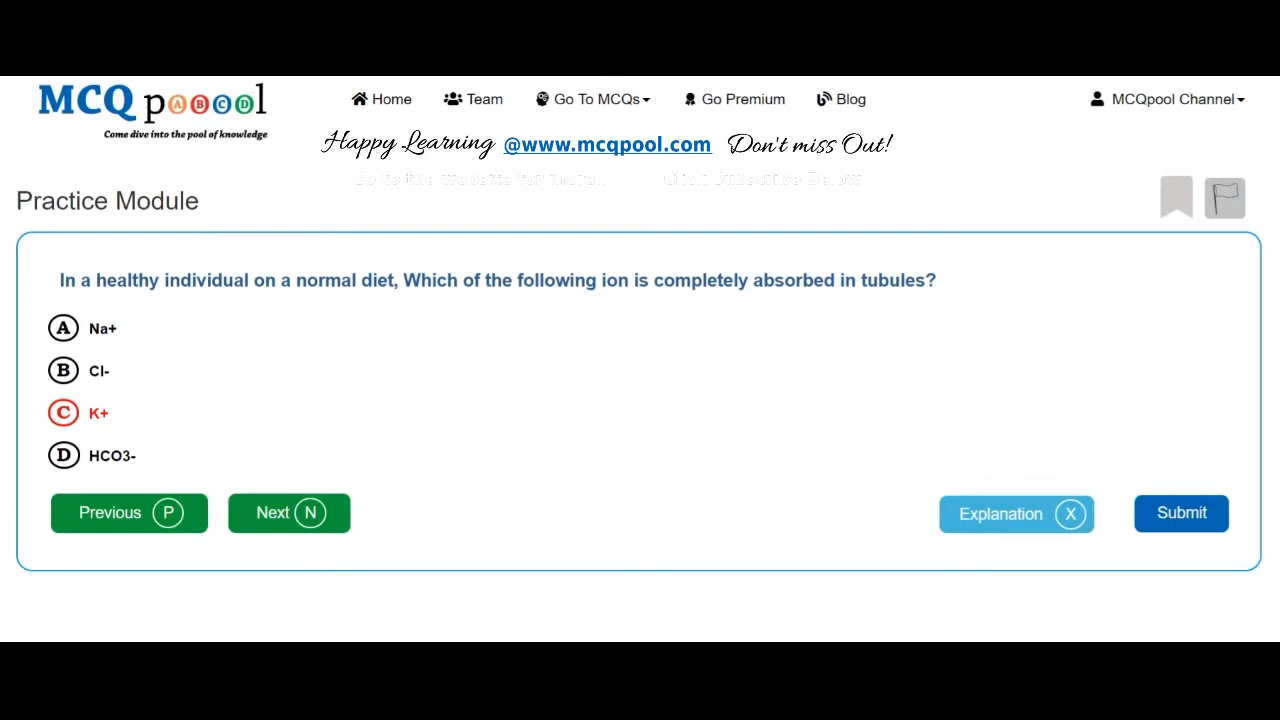 MCQ pooool
Come dive into the pool of knowledge
Home Team Go To MCQs Go Premium Blog MCQpool Channel
Happy Learning @www.mcqpool.com Don't miss Out!
Practice Module
In a healthy individual on a normal diet, Which of the following ion is completely absorbed in tubules?
A Na+
B Cl-
C K+
D HCO3-
Previous P Next N Explanation X Submit